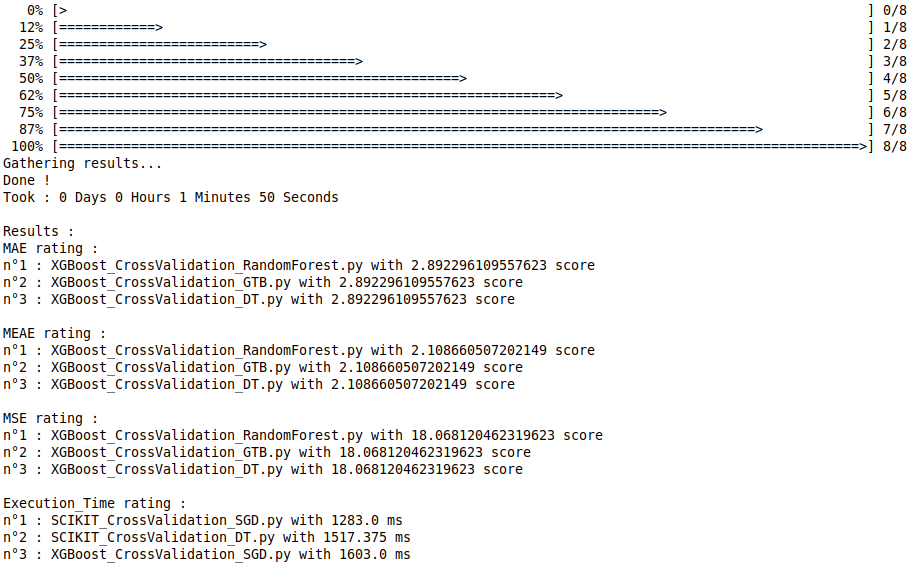 0% [> ] 0/8
12% [============> ] 1/8
25% [=========================> ] 2/8
37% [=====================================> ] 3/8
50% [==================================================> ] 4/8
62% [==============================================================> ] 5/8
75% [===========================================================================> ] 6/8
87% [=======================================================================================> ] 7/8
100% [====================================================================================================>] 8/8
Gathering results...
Done !
Took : 0 Days 0 Hours 1 Minutes 50 Seconds
Results :
MAE rating :
n°1 : XGBoost_CrossValidation_RandomForest.py with 2.892296109557623 score
n°2 : XGBoost_CrossValidation_GTB.py with 2.892296109557623 score
n°3 : XGBoost_CrossValidation_DT.py with 2.892296109557623 score
MEAE rating :
n°1 : XGBoost_CrossValidation_RandomForest.py with 2.108660507202149 score
n°2 : XGBoost_CrossValidation_GTB.py with 2.108660507202149 score
n°3 : XGBoost_CrossValidation_DT.py with 2.108660507202149 score
MSE rating :
n°1 : XGBoost_CrossValidation_RandomForest.py with 18.068120462319623 score
n°2 : XGBoost_CrossValidation_GTB.py with 18.068120462319623 score
n°3 : XGBoost_CrossValidation_DT.py with 18.068120462319623 score
Execution_Time rating :
n°1 : SCIKIT_CrossValidation_SGD.py with 1283.0 ms
n°2 : SCIKIT_CrossValidation_DT.py with 1517.375 ms
n°3 : XGBoost_CrossValidation_SGD.py with 1603.0 ms